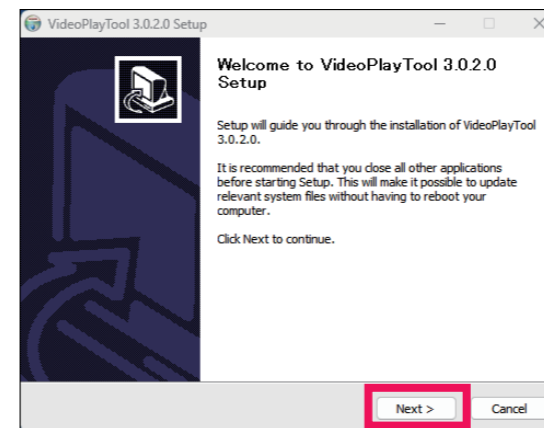 VideoPlayTool 3.0.2.0 Setup
Welcome to VideoPlayTool 3.0.2.0
Setup
Setup will guide you through the installation of VideoPlayTool
3.0.2.0.
It is recommended that you close all other applications
before starting Setup. This will make it possible to update
relevant system files without having to reboot your
computer.
Click Next to continue.
Next >
Cancel